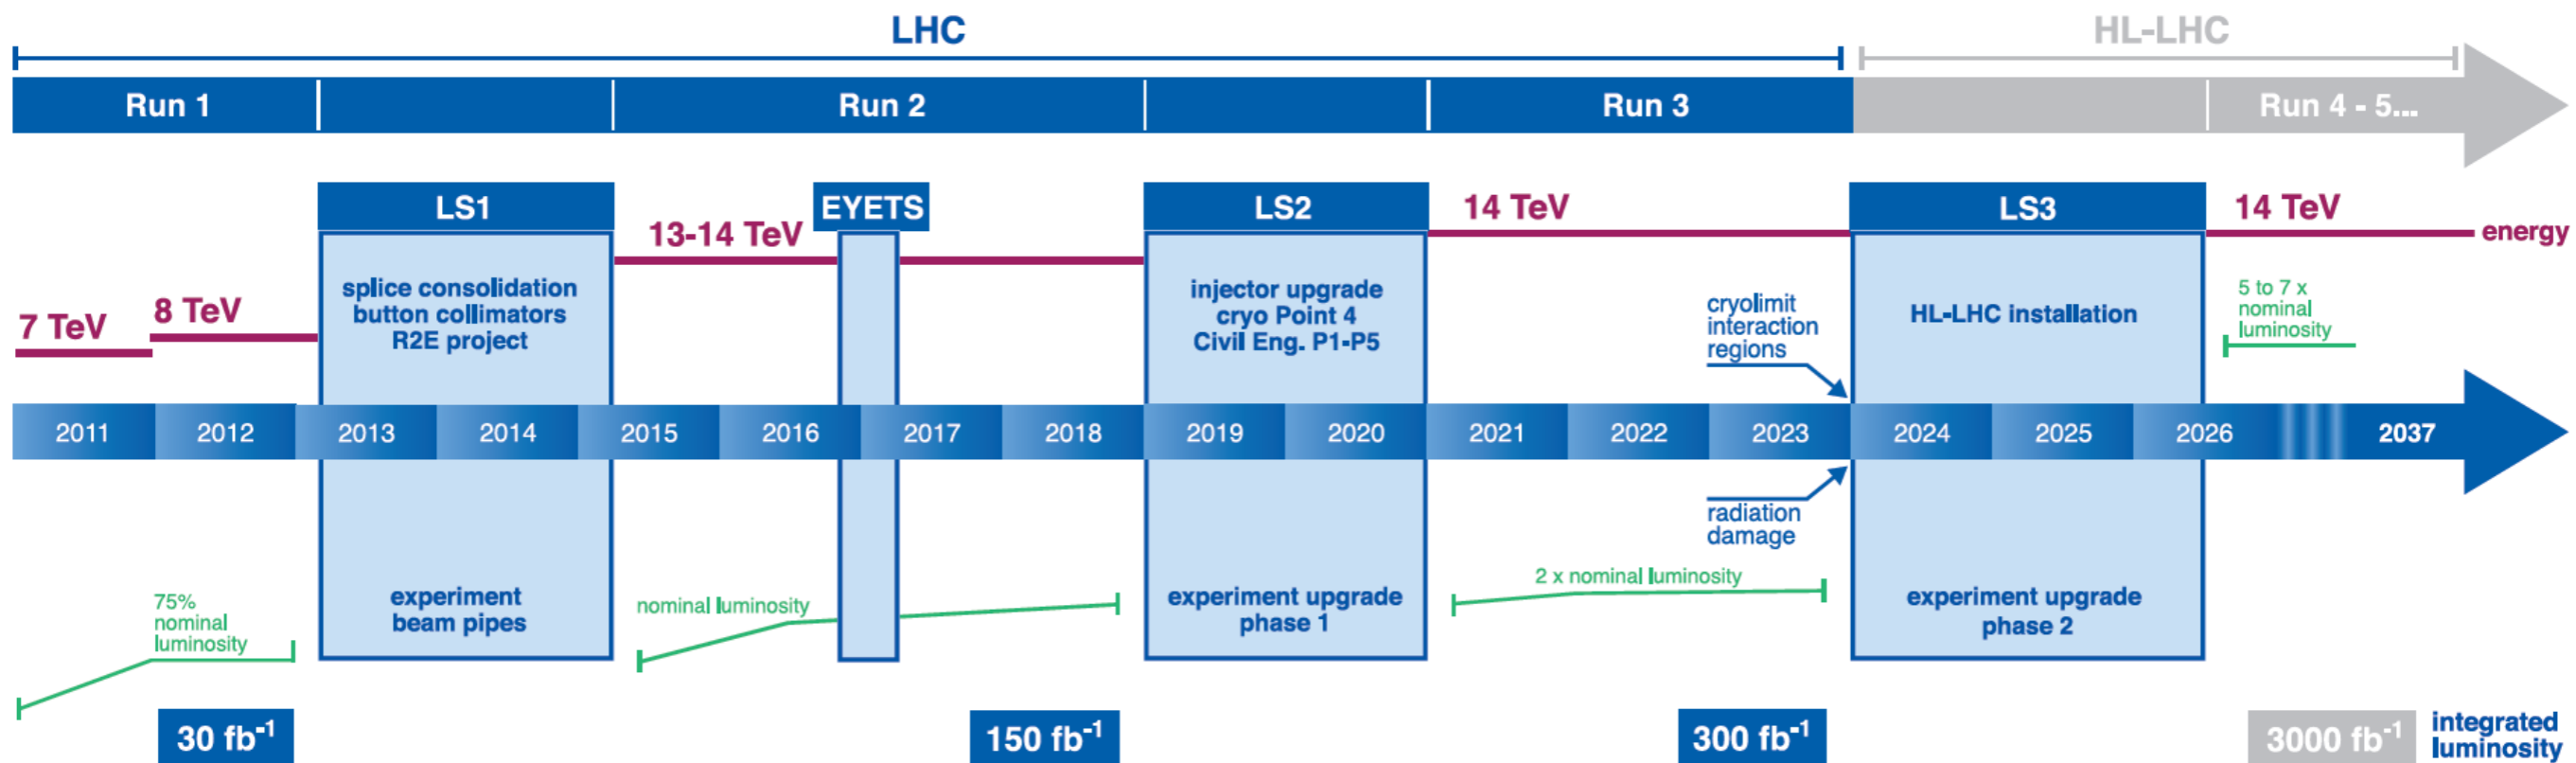 LHC
HL-LHC
Run 1
Run 2
Run 3
Run 4 - 5...
LS1
EYETS
LS2
14 TeV
LS3
14 TeV
energy
13-14 TeV
7 TeV
8 TeV
splice consolidation
button collimators
R2E project
injector upgrade
cryo Point 4
Civil Eng. P1-P5
cryolimit
interaction
regions
HL-LHC installation
5 to 7 x
nominal
luminosity
2011
2012
2013
2014
2015
2016
2017
2018
2019
2020
2021
2022
2023
2024
2025
2026
2037
radiation
damage
75%
nominal
luminosity
experiment
beam pipes
nominal luminosity
experiment upgrade
phase 1
2 x nominal luminosity
experiment upgrade
phase 2
30 fb⁻¹
150 fb⁻¹
300 fb⁻¹
3000 fb⁻¹
integrated
luminosity